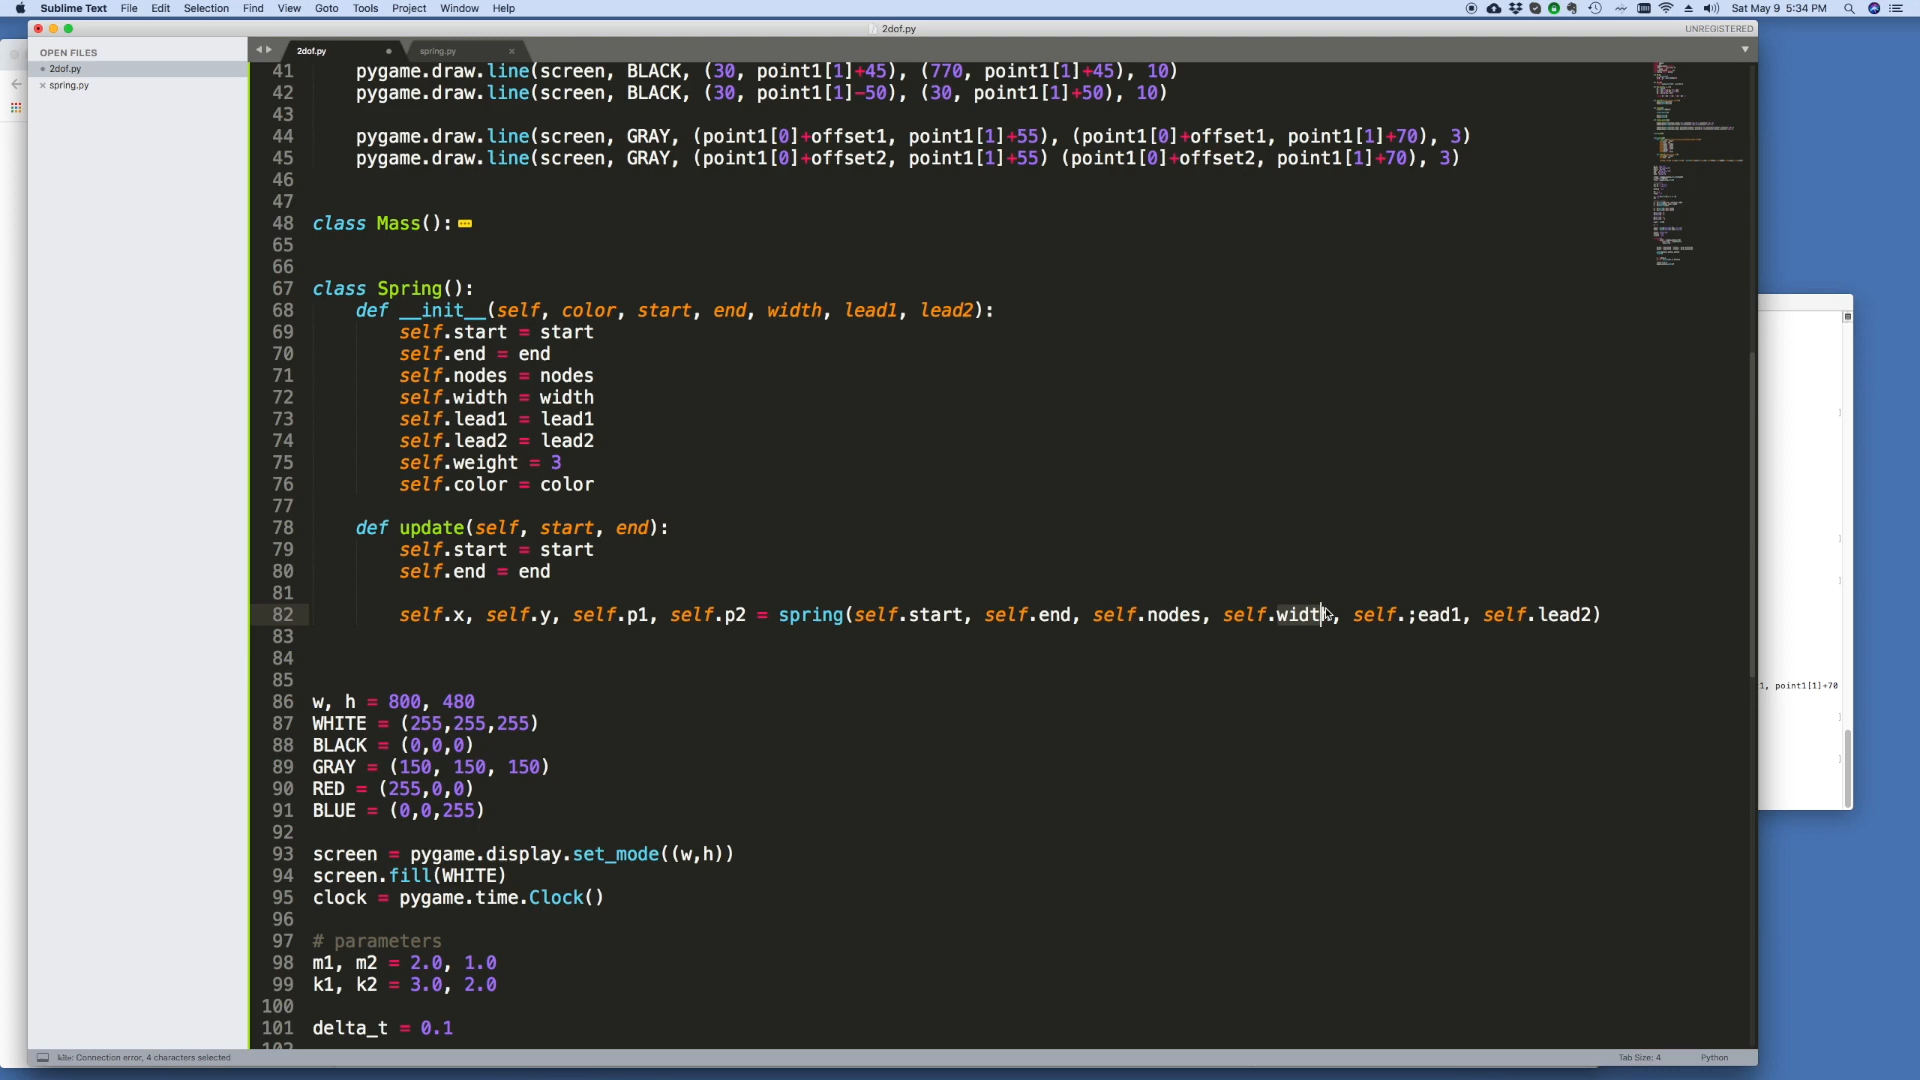 Sublime Text File Edit Selection Find View Goto Tools Project Window Help Sat May 9 5:34 PM
2dof.py UNREGISTERED
OPEN FILES
2dof.py
spring.py
2dof.py spring.py
41 pygame.draw.line(screen, BLACK, (30, point1[1]+45), (770, point1[1]+45), 10)
42 pygame.draw.line(screen, BLACK, (30, point1[1]-50), (30, point1[1]+50), 10)
43
44 pygame.draw.line(screen, GRAY, (point1[0]+offset1, point1[1]+55), (point1[0]+offset1, point1[1]+70), 3)
45 pygame.draw.line(screen, GRAY, (point1[0]+offset2, point1[1]+55) (point1[0]+offset2, point1[1]+70), 3)
46
47
48 class Mass():
65
66
67 class Spring():
68 def __init__(self, color, start, end, width, lead1, lead2):
69 self.start = start
70 self.end = end
71 self.nodes = nodes
72 self.width = width
73 self.lead1 = lead1
74 self.lead2 = lead2
75 self.weight = 3
76 self.color = color
77
78 def update(self, start, end):
79 self.start = start
80 self.end = end
81
82 self.x, self.y, self.p1, self.p2 = spring(self.start, self.end, self.nodes, self.width, self.;ead1, self.lead2)
83
84
85
86 w, h = 800, 480
87 WHITE = (255,255,255)
88 BLACK = (0,0,0)
89 GRAY = (150, 150, 150)
90 RED = (255,0,0)
91 BLUE = (0,0,255)
92
93 screen = pygame.display.set_mode((w,h))
94 screen.fill(WHITE)
95 clock = pygame.time.Clock()
96
97 # parameters
98 m1, m2 = 2.0, 1.0
99 k1, k2 = 3.0, 2.0
100
101 delta_t = 0.1
102
1, point1[1]+70
kite: Connection error, 4 characters selected Tab Size: 4 Python